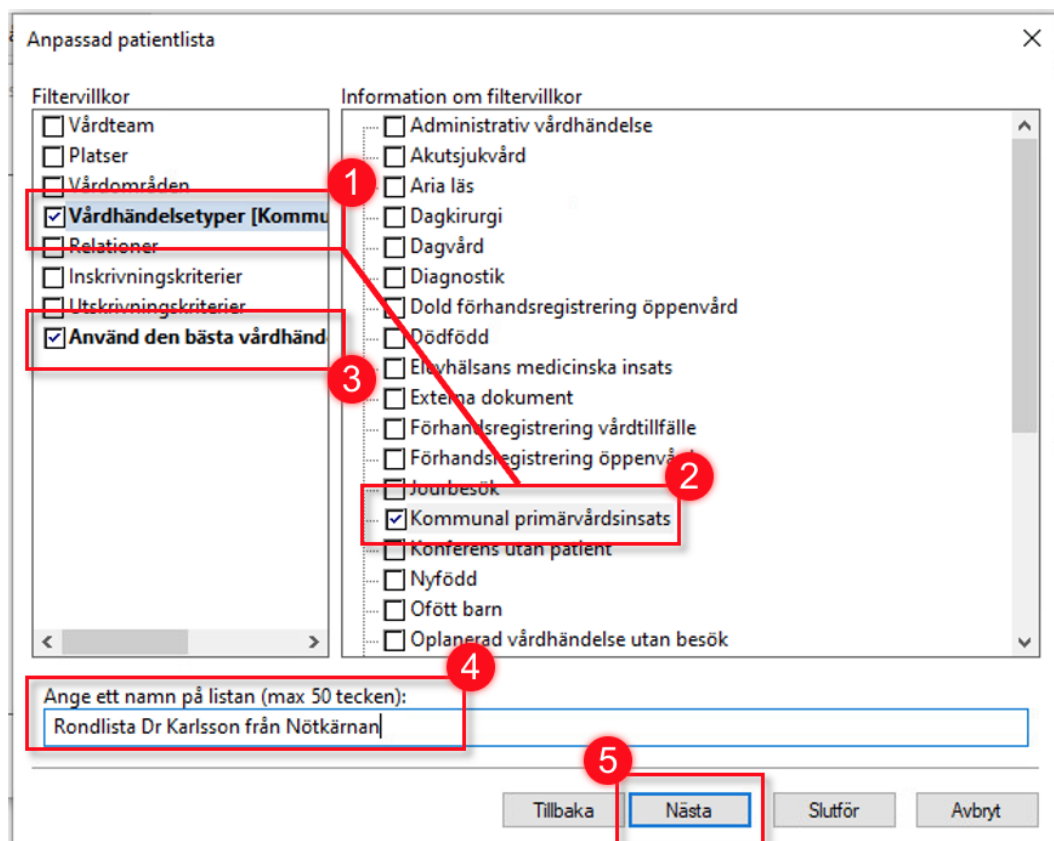 Anpassad patientlista
Filtervillkor
Vårdteam
Platser
Vårdområden
Vårdhändelsetyper [Kommu
Relationer
Inskrivningskriterier
Utskrivningskriterier
Använd den bästa vårdhänd
1
3
Information om filtervillkor
Administrativ vårdhändelse
Akutsjukvård
Aria läs
Dagkirurgi
Dagvård
Diagnostik
Dold förhandsregistrering öppenvård
Dödfödd
Elevhälsans medicinska insats
Externa dokument
Förhandsregistrering vårdtillfälle
Förhandsregistrering öppenvård
Jourbesök
2
Kommunal primärvårdsinsats
Konferens utan patient
Nyfödd
Ofött barn
Oplanerad vårdhändelse utan besök
4
Ange ett namn på listan (max 50 tecken):
Rondlista Dr Karlsson från Nötkärnan
5
Tillbaka
Nästa
Slutför
Avbryt